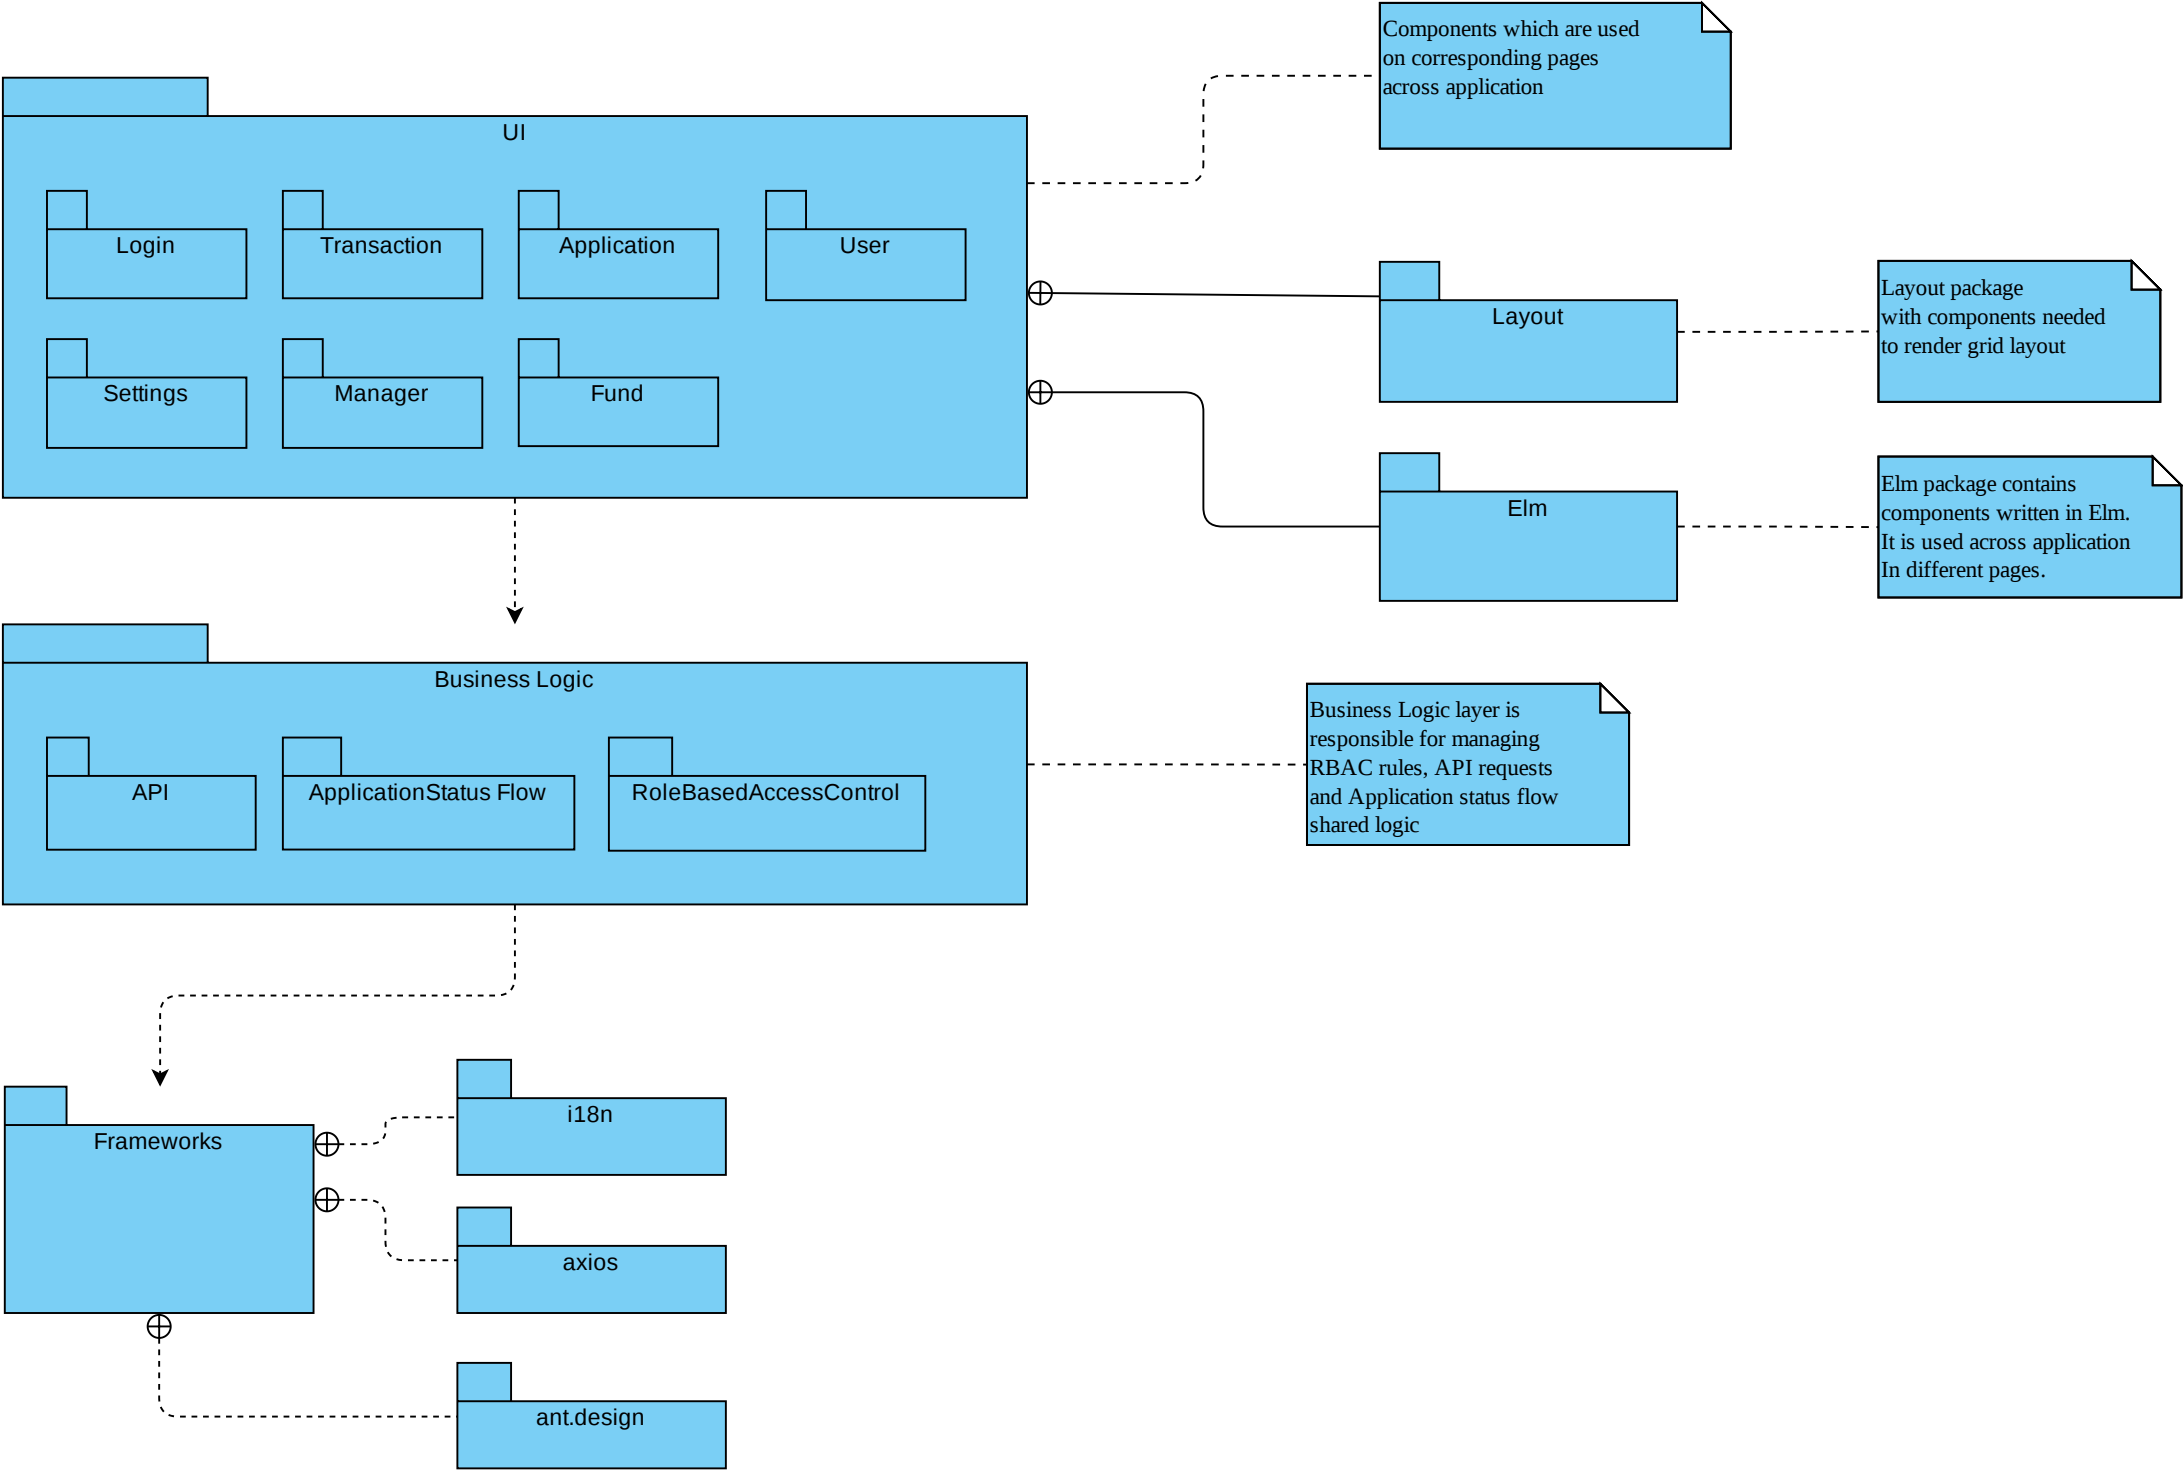 Components which are used
on corresponding pages
across application
UI
Login
Transaction
Application
User
Settings
Manager
Fund
Layout
Layout package
with components needed
to render grid layout
Elm
Elm package contains
components written in Elm.
It is used across application
In different pages.
Business Logic
API
ApplicationStatus Flow
RoleBasedAccessControl
Business Logic layer is
responsible for managing
RBAC rules, API requests
and Application status flow
shared logic
Frameworks
i18n
axios
ant.design